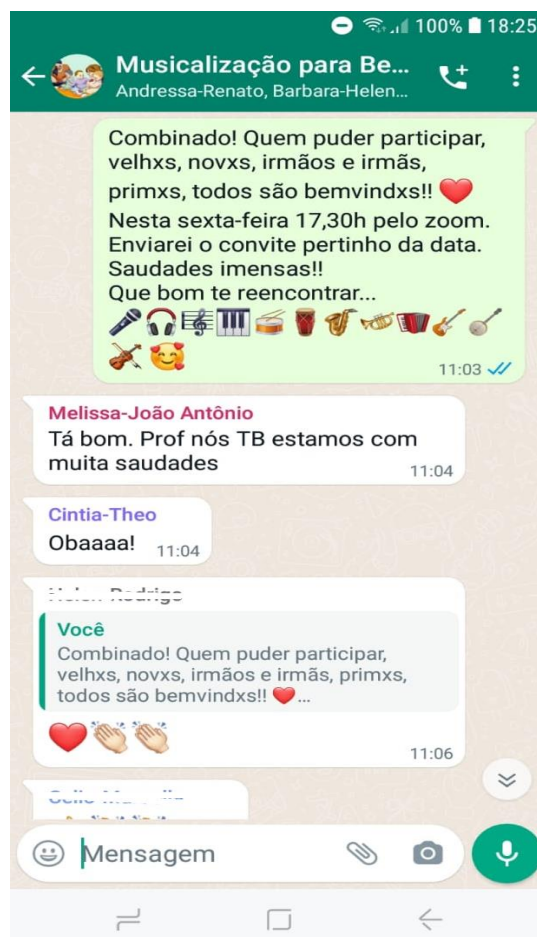 100% 18:25
Musicalização para Be...
Andressa-Renato, Barbara-Helen...
Combinado! Quem puder participar,
velhxs, novxs, irmãos e irmãs,
primxs, todos são bemvindxs!! ❤️
Nesta sexta-feira 17,30h pelo zoom.
Enviarei o convite pertinho da data.
Saudades imensas!!
Que bom te reencontrar...
11:03
Melissa-João Antônio
Tá bom. Prof nós TB estamos com
muita saudades
11:04
Cintia-Theo
Obaaaa! 11:04
Rodrigo
Você
Combinado! Quem puder participar,
velhxs, novxs, irmãos e irmãs, primxs,
todos são bemvindxs!! ❤️...
11:06
Mensagem